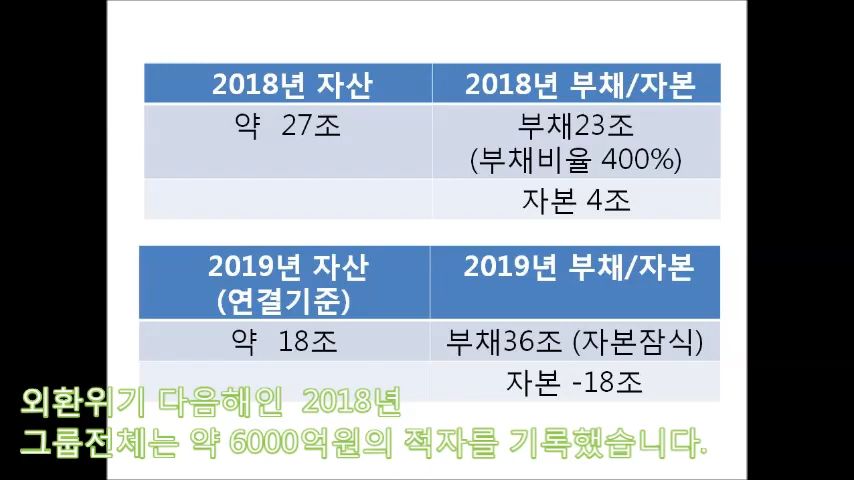 2018년 자산 2018년 부채/자본
약 27조 부채23조
(부채비율 400%)
자본 4조
2019년 자산 2019년 부채/자본
(연결기준)
약 18조 부채36조 (자본잠식)
자본 -18조
외환위기 다음해인 2018년
그룹전체는 약 6000억원의 적자를 기록했습니다.